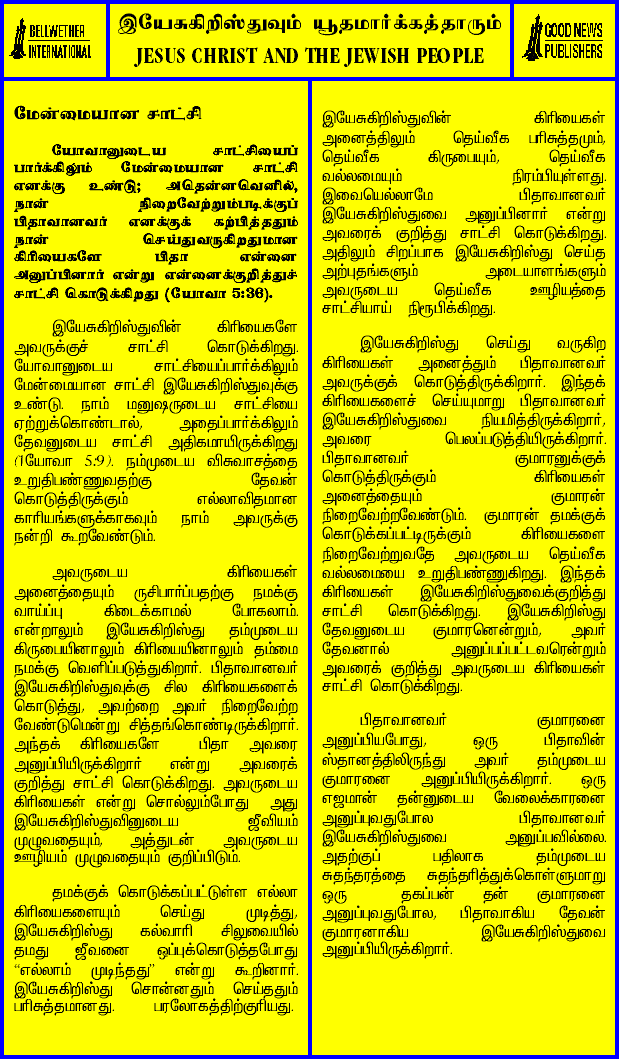 BELLWETHER
INTERNATIONAL
இயேசுகிறிஸ்துவும் யூதமார்க்கத்தாரும்
JESUS CHRIST AND THE JEWISH PEOPLE
GOOD NEWS
PUBLISHERS
மேன்மையான சாட்சி
யோவானுடைய சாட்சியைப்
பார்க்கிலும் மேன்மையான சாட்சி
எனக்கு உண்டு; அதென்னவெனில்,
நான் நிறைவேற்றும்படிக்குப்
பிதாவானவர் எனக்குக் கற்பித்ததும்
நான் செய்துவருகிறதுமான
கிரியைகளே பிதா என்னை
அனுப்பினார் என்று என்னைக்குறித்துச்
சாட்சி கொடுக்கிறது (யோவா 5:36).
இயேசுகிறிஸ்துவின் கிரியைகளே
அவருக்குச் சாட்சி கொடுக்கிறது.
யோவானுடைய சாட்சியைப்பார்க்கிலும்
மேன்மையான சாட்சி இயேசுகிறிஸ்துவுக்கு
உண்டு. நாம் மனுஷருடைய சாட்சியை
ஏற்றுக்கொண்டால், அதைப்பார்க்கிலும்
தேவனுடைய சாட்சி அதிகமாயிருக்கிறது
(1யோவா 5:9). நம்முடைய விசுவாசத்தை
உறுதிபண்ணுவதற்கு தேவன்
கொடுத்திருக்கும் எல்லாவிதமான
காரியங்களுக்காகவும் நாம் அவருக்கு
நன்றி கூறவேண்டும்.
அவருடைய கிரியைகள்
அனைத்தையும் ருசிபார்ப்பதற்கு நமக்கு
வாய்ப்பு கிடைக்காமல் போகலாம்.
என்றாலும் இயேசுகிறிஸ்து தம்முடைய
கிருபையினாலும் கிரியையினாலும் தம்மை
நமக்கு வெளிப்படுத்துகிறார். பிதாவானவர்
இயேசுகிறிஸ்துவுக்கு சில கிரியைகளைக்
கொடுத்து, அவற்றை அவர் நிறைவேற்ற
வேண்டுமென்று சித்தங்கொண்டிருக்கிறார்.
அந்தக் கிரியைகளே பிதா அவரை
அனுப்பியிருக்கிறார் என்று அவரைக்
குறித்து சாட்சி கொடுக்கிறது. அவருடைய
கிரியைகள் என்று சொல்லும்போது அது
இயேசுகிறிஸ்துவினுடைய ஜீவியம்
முழுவதையும், அத்துடன் அவருடைய
ஊழியம் முழுவதையும் குறிப்பிடும்.
தமக்குக் கொடுக்கப்பட்டுள்ள எல்லா
கிரியைகளையும் செய்து முடித்து,
இயேசுகிறிஸ்து கல்வாரி சிலுவையில்
தமது ஜீவனை ஒப்புக்கொடுத்தபோது
“எல்லாம் முடிந்தது” என்று கூறினார்.
இயேசுகிறிஸ்து சொன்னதும் செய்ததும்
பரிசுத்தமானது. பரலோகத்திற்குரியது.
இயேசுகிறிஸ்துவின் கிரியைகள்
அனைத்திலும் தெய்வீக பரிசுத்தமும்,
தெய்வீக கிருபையும், தெய்வீக
வல்லமையும் நிரம்பியுள்ளது.
இவையெல்லாமே பிதாவானவர்
இயேசுகிறிஸ்துவை அனுப்பினார் என்று
அவரைக் குறித்து சாட்சி கொடுக்கிறது.
அதிலும் சிறப்பாக இயேசுகிறிஸ்து செய்த
அற்புதங்களும் அடையாளங்களும்
அவருடைய தெய்வீக ஊழியத்தை
சாட்சியாய் நிரூபிக்கிறது.
இயேசுகிறிஸ்து செய்து வருகிற
கிரியைகள் அனைத்தும் பிதாவானவர்
அவருக்குக் கொடுத்திருக்கிறார். இந்தக்
கிரியைகளைச் செய்யுமாறு பிதாவானவர்
இயேசுகிறிஸ்துவை நியமித்திருக்கிறார்,
அவரை பெலப்படுத்தியிருக்கிறார்.
பிதாவானவர் குமாரனுக்குக்
கொடுத்திருக்கும் கிரியைகள்
அனைத்தையும் குமாரன்
நிறைவேற்றவேண்டும். குமாரன் தமக்குக்
கொடுக்கப்பட்டிருக்கும் கிரியைகளை
நிறைவேற்றுவதே அவருடைய தெய்வீக
வல்லமையை உறுதிபண்ணுகிறது. இந்தக்
கிரியைகள் இயேசுகிறிஸ்துவைக்குறித்து
சாட்சி கொடுக்கிறது. இயேசுகிறிஸ்து
தேவனுடைய குமாரனென்றும், அவர்
தேவனால் அனுப்பப்பட்டவரென்றும்
அவரைக் குறித்து அவருடைய கிரியைகள்
சாட்சி கொடுக்கிறது.
பிதாவானவர் குமாரனை
அனுப்பியபோது, ஒரு பிதாவின்
ஸ்தானத்திலிருந்து அவர் தம்முடைய
குமாரனை அனுப்பியிருக்கிறார். ஒரு
எஜமான் தன்னுடைய வேலைக்காரனை
அனுப்புவதுபோல பிதாவானவர்
இயேசுகிறிஸ்துவை அனுப்பவில்லை.
அதற்குப் பதிலாக தம்முடைய
சுதந்தரத்தை சுதந்தரித்துக்கொள்ளுமாறு
ஒரு தகப்பன் தன் குமாரனை
அனுப்புவதுபோல, பிதாவாகிய தேவன்
குமாரனாகிய இயேசுகிறிஸ்துவை
அனுப்பியிருக்கிறார்.